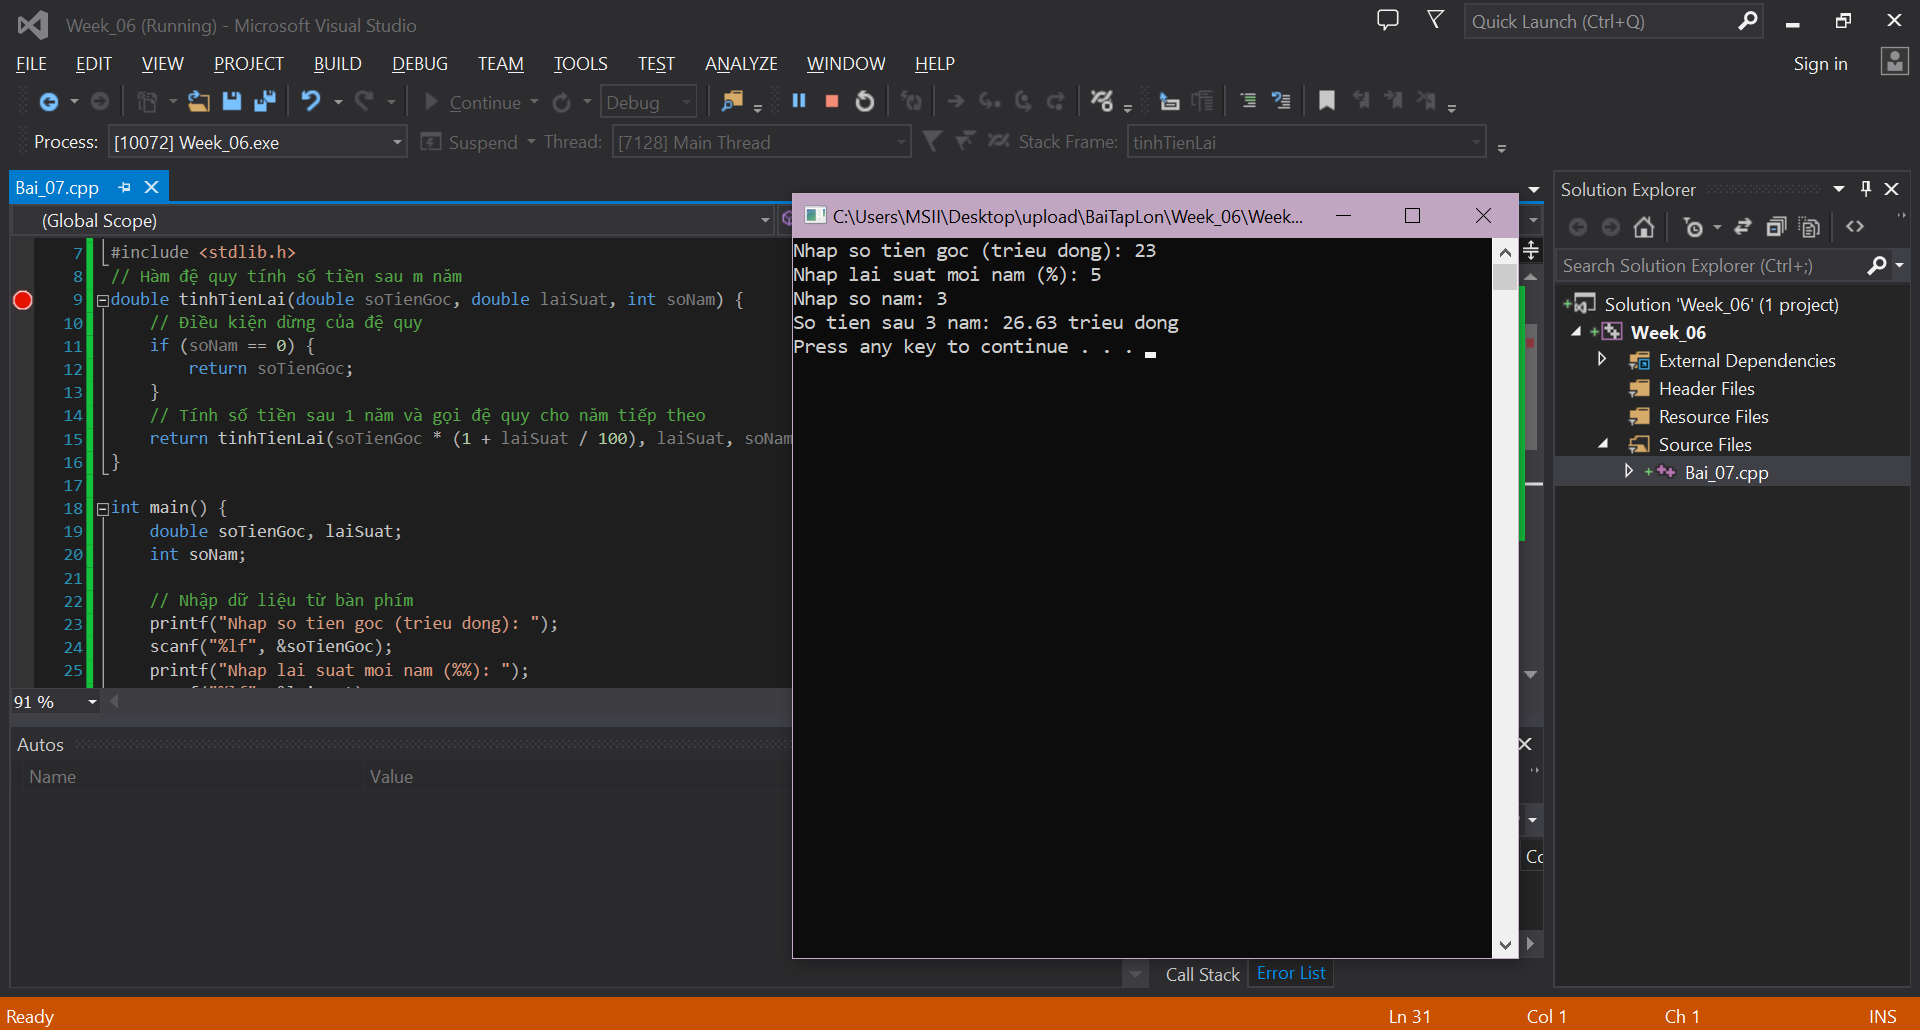 Week_06 (Running) - Microsoft Visual Studio
Quick Launch (Ctrl+Q)
FILE EDIT VIEW PROJECT BUILD DEBUG TEAM TOOLS TEST ANALYZE WINDOW HELP
Sign in
Continue Debug
Process: [10072] Week_06.exe Suspend Thread: [7128] Main Thread Stack Frame: tinhTienLai
Bai_07.cpp
(Global Scope)
7 #include <stdlib.h>
8 // Hàm đệ quy tính số tiền sau m năm
9 double tinhTienLai(double soTienGoc, double laiSuat, int soNam) {
10 // Điều kiện dừng của đệ quy
11 if (soNam == 0) {
12 return soTienGoc;
13 }
14 // Tính số tiền sau 1 năm và gọi đệ quy cho năm tiếp theo
15 return tinhTienLai(soTienGoc * (1 + laiSuat / 100), laiSuat, soNam
16 }
17
18 int main() {
19 double soTienGoc, laiSuat;
20 int soNam;
21
22 // Nhập dữ liệu từ bàn phím
23 printf("Nhap so tien goc (trieu dong): ");
24 scanf("%lf", &soTienGoc);
25 printf("Nhap lai suat moi nam (%%): ");
91 %
Autos
Name Value
C:\Users\MSII\Desktop\upload\BaiTapLon\Week_06\Week...
Nhap so tien goc (trieu dong): 23
Nhap lai suat moi nam (%): 5
Nhap so nam: 3
So tien sau 3 nam: 26.63 trieu dong
Press any key to continue . . .
Co
Call Stack Error List
Solution Explorer
Search Solution Explorer (Ctrl+;)
Solution 'Week_06' (1 project)
Week_06
External Dependencies
Header Files
Resource Files
Source Files
Bai_07.cpp
Ready Ln 31 Col 1 Ch 1 INS